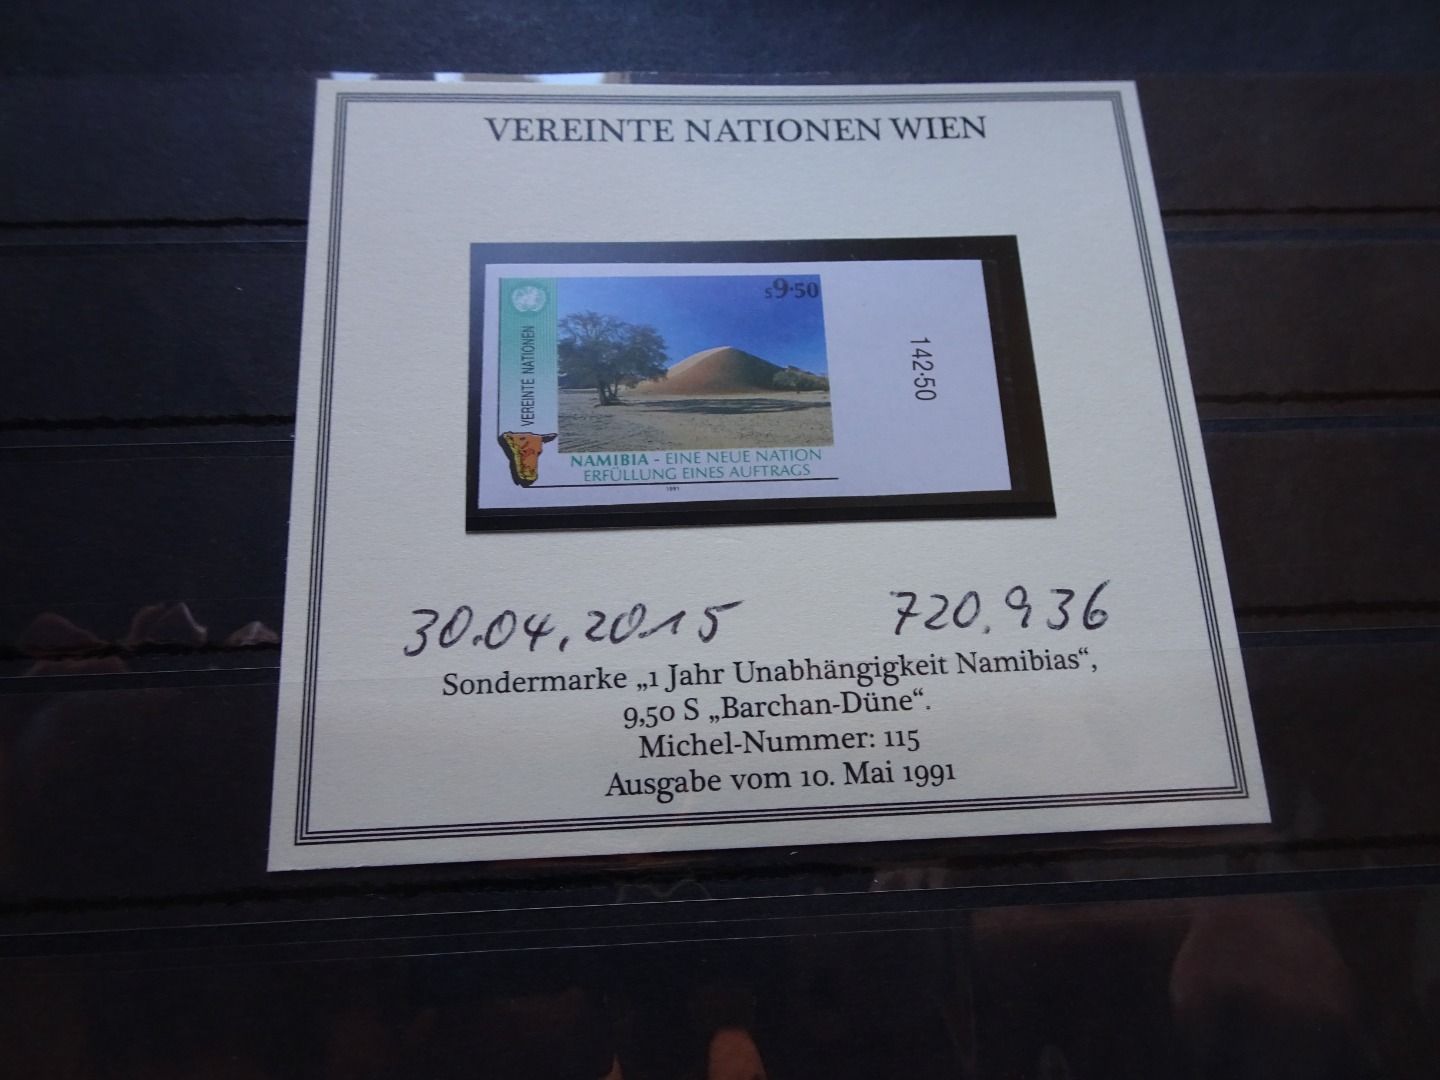 VEREINTE NATIONEN WIEN
s9·50
VEREINTE NATIONEN
142·50
NAMIBIA - EINE NEUE NATION
ERFÜLLUNG EINES AUFTRAGS
1991
30.04.2015 720.936
Sondermarke „1 Jahr Unabhängigkeit Namibias“,
9,50 S „Barchan-Düne“.
Michel-Nummer: 115
Ausgabe vom 10. Mai 1991